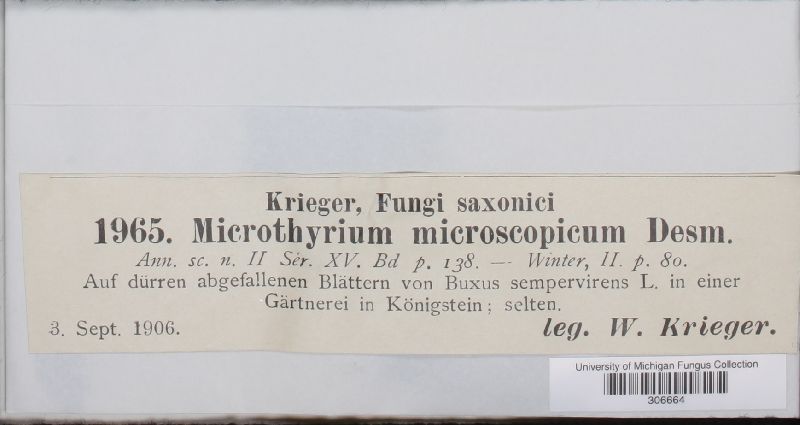 Krieger, Fungi saxonici
1965. Microthyrium microscopicum Desm.
Ann. sc. n. II Sér. XV. Bd p. 138. — Winter, II. p. 80.
Auf dürren abgefallenen Blättern von Buxus sempervirens L. in einer
Gärtnerei in Königstein; selten.
3. Sept. 1906.
leg. W. Krieger.
University of Michigan Fungus Collection
306664